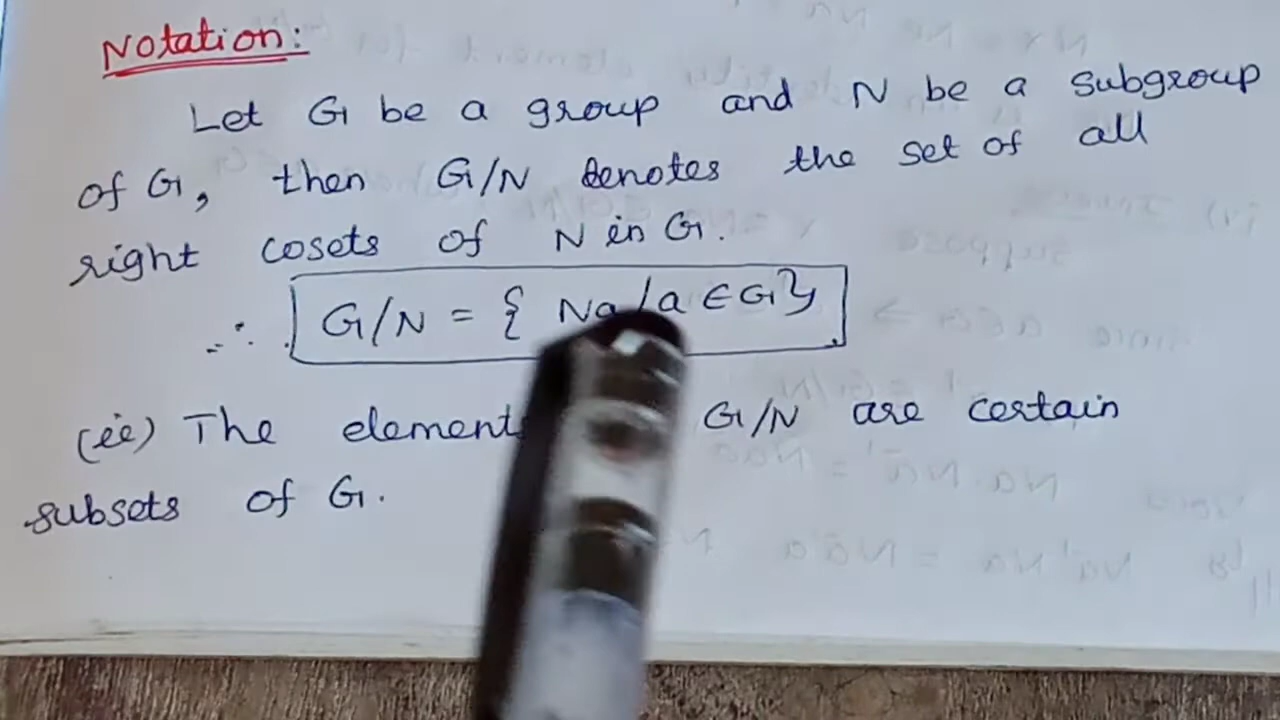 Notation:
Let G be a group and N be a subgroup
of G, then G/N denotes the set of all
right cosets of N in G.
∴ G/N = { Na/a ∈ G }
(ii) The element G/N are certain
subsets of G.